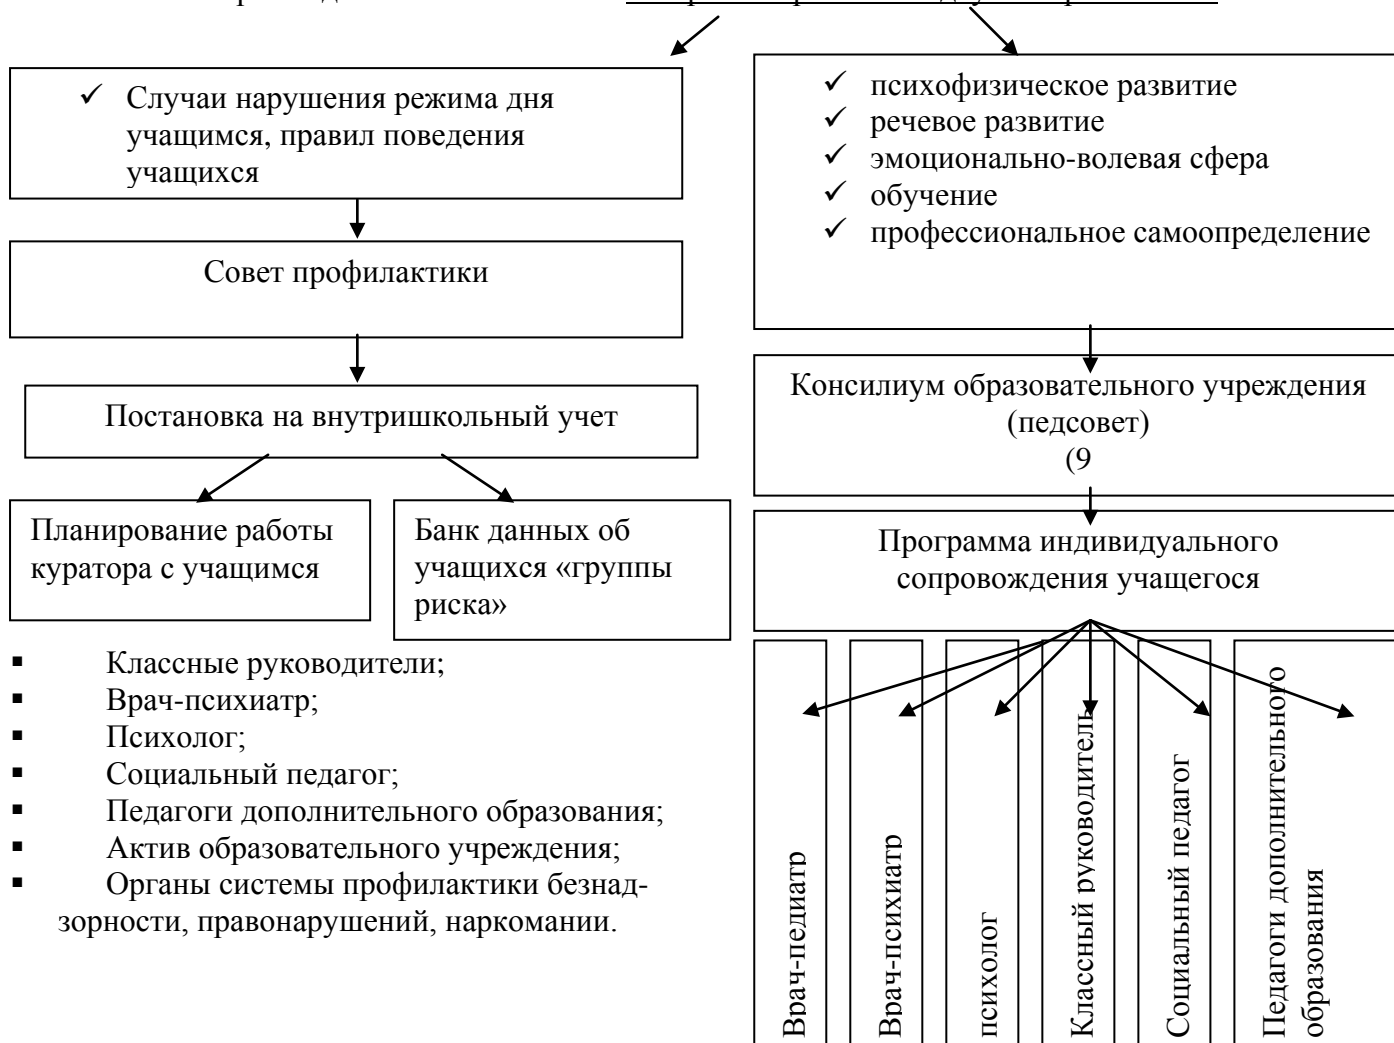 Случаи нарушения режима дня
учащимся, правил поведения
учащихся
Совет профилактики
Постановка на внутришкольный учет
Планирование работы
куратора с учащимся
Банк данных об
учащихся «группы
риска»
Классные руководители;
Врач-психиатр;
Психолог;
Социальный педагог;
Педагоги дополнительного образования;
Актив образовательного учреждения;
Органы системы профилактики безнад-
зорности, правонарушений, наркомании.
психофизическое развитие
речевое развитие
эмоционально-волевая сфера
обучение
профессиональное самоопределение
Консилиум образовательного учреждения
(педсовет)
(9
Программа индивидуального
сопровождения учащегося
Врач-педиатр
Врач-психиатр
психолог
Классный руководитель
Социальный педагог
Педагоги дополнительного
образования